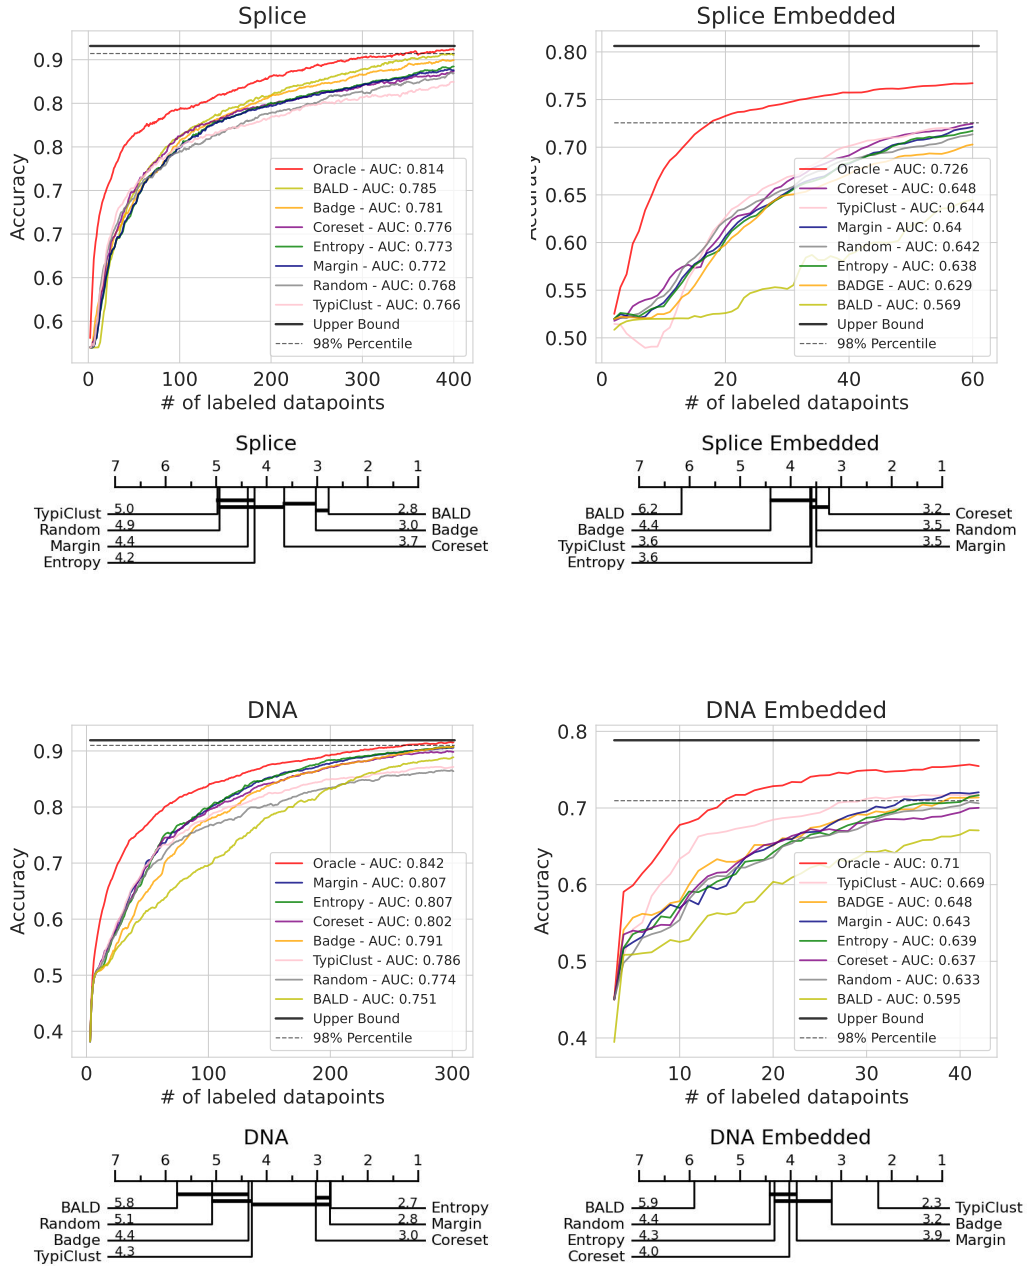 Splice
Accuracy
0.9
0.8
0.8
0.7
0.7
0.6
0.6
Oracle - AUC: 0.814
BALD - AUC: 0.785
Badge - AUC: 0.781
Coreset - AUC: 0.776
Entropy - AUC: 0.773
Margin - AUC: 0.772
Random - AUC: 0.768
TypiClust - AUC: 0.766
Upper Bound
98% Percentile
0 100 200 300 400
# of labeled datapoints
Splice Embedded
Accuracy
0.80
0.75
0.70
0.65
0.60
0.55
0.50
Oracle - AUC: 0.726
Coreset - AUC: 0.648
TypiClust - AUC: 0.644
Margin - AUC: 0.64
Random - AUC: 0.642
Entropy - AUC: 0.638
BADGE - AUC: 0.629
BALD - AUC: 0.569
Upper Bound
98% Percentile
0 20 40 60
# of labeled datapoints
Splice
7 6 5 4 3 2 1
TypiClust 5.0
Random 4.9
Margin 4.4
Entropy 4.2
2.8 BALD
3.0 Badge
3.7 Coreset
Splice Embedded
7 6 5 4 3 2 1
BALD 6.2
Badge 4.4
TypiClust 3.6
Entropy 3.6
3.2 Coreset
3.5 Random
3.5 Margin
DNA
Accuracy
0.9
0.8
0.7
0.6
0.5
0.4
Oracle - AUC: 0.842
Margin - AUC: 0.807
Entropy - AUC: 0.807
Coreset - AUC: 0.802
Badge - AUC: 0.791
TypiClust - AUC: 0.786
Random - AUC: 0.774
BALD - AUC: 0.751
Upper Bound
98% Percentile
0 100 200 300
# of labeled datapoints
DNA Embedded
Accuracy
0.8
0.7
0.6
0.5
0.4
Oracle - AUC: 0.71
TypiClust - AUC: 0.669
BADGE - AUC: 0.648
Margin - AUC: 0.643
Entropy - AUC: 0.639
Coreset - AUC: 0.637
Random - AUC: 0.633
BALD - AUC: 0.595
Upper Bound
98% Percentile
10 20 30 40
# of labeled datapoints
DNA
7 6 5 4 3 2 1
BALD 5.8
Random 5.1
Badge 4.4
TypiClust 4.3
2.7 Entropy
2.8 Margin
3.0 Coreset
DNA Embedded
7 6 5 4 3 2 1
BALD 5.9
Random 4.4
Entropy 4.3
Coreset 4.0
2.3 TypiClust
3.2 Badge
3.9 Margin